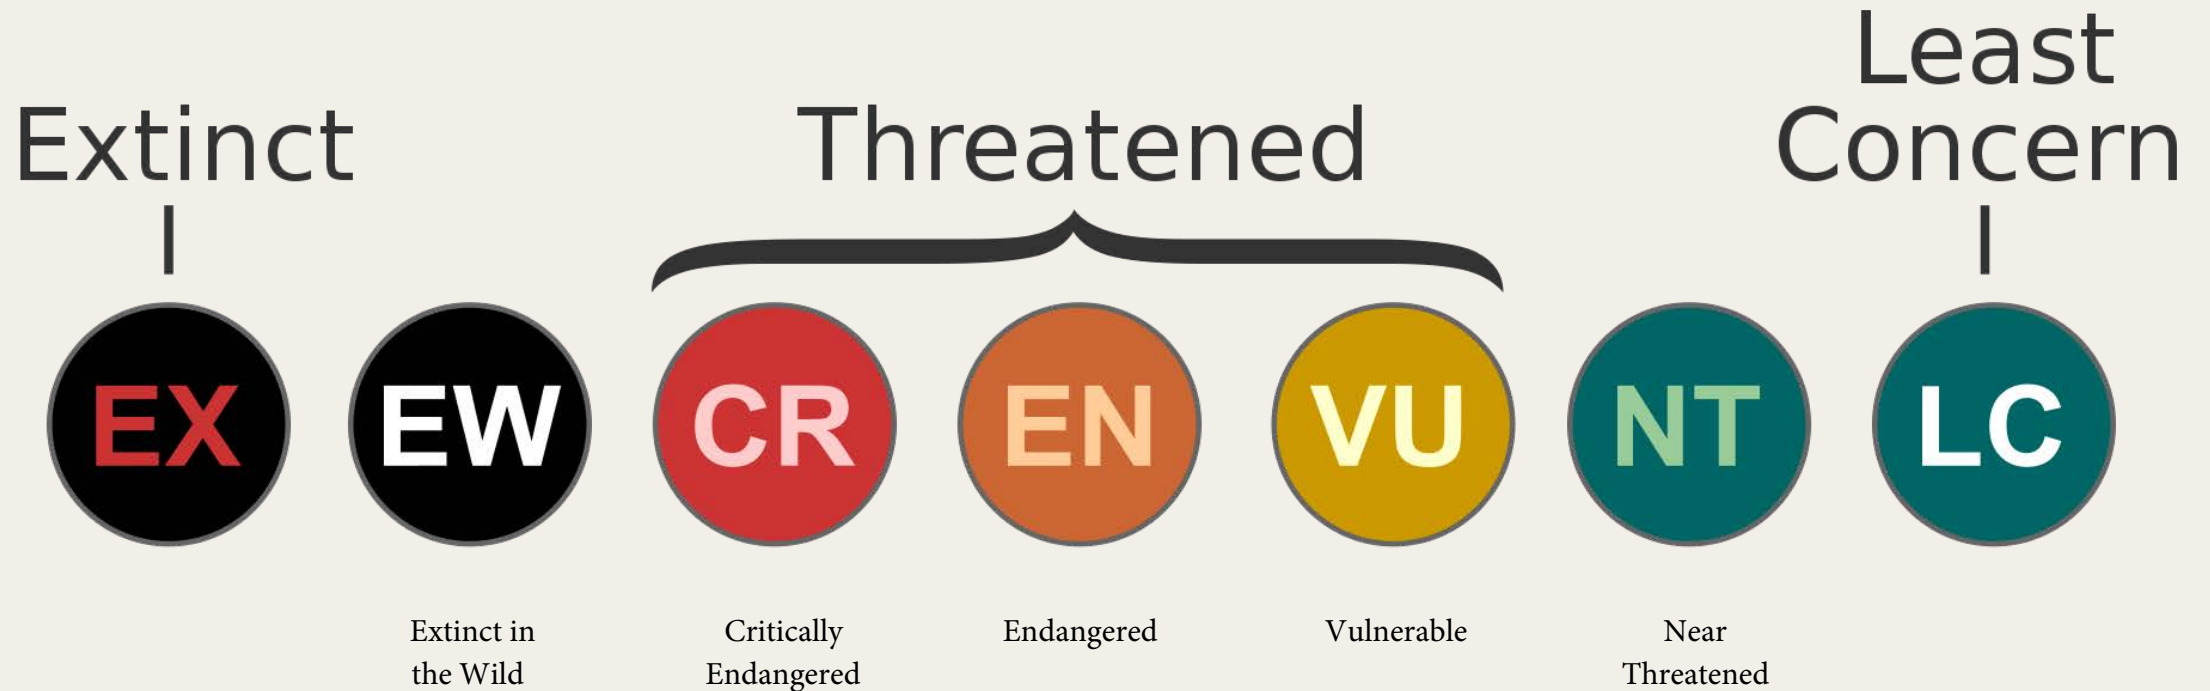 Least
Extinct
Threatened
Concern
EX
EW
CR
EN
VU
NT
LC
Extinct in
the Wild
Critically
Endangered
Endangered
Vulnerable
Near
Threatened